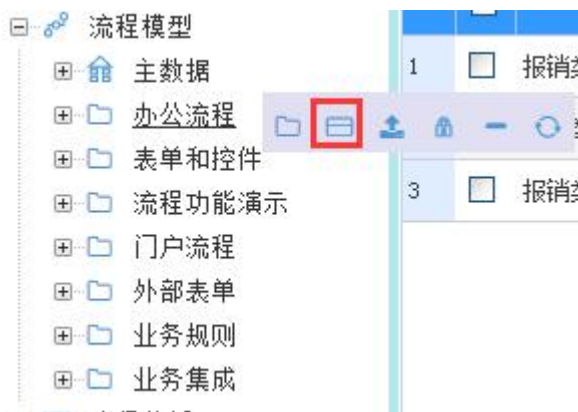 流程模型
主数据
办公流程
表单和控件
流程功能演示
门户流程
外部表单
业务规则
业务集成
1 报销类
3 报销类